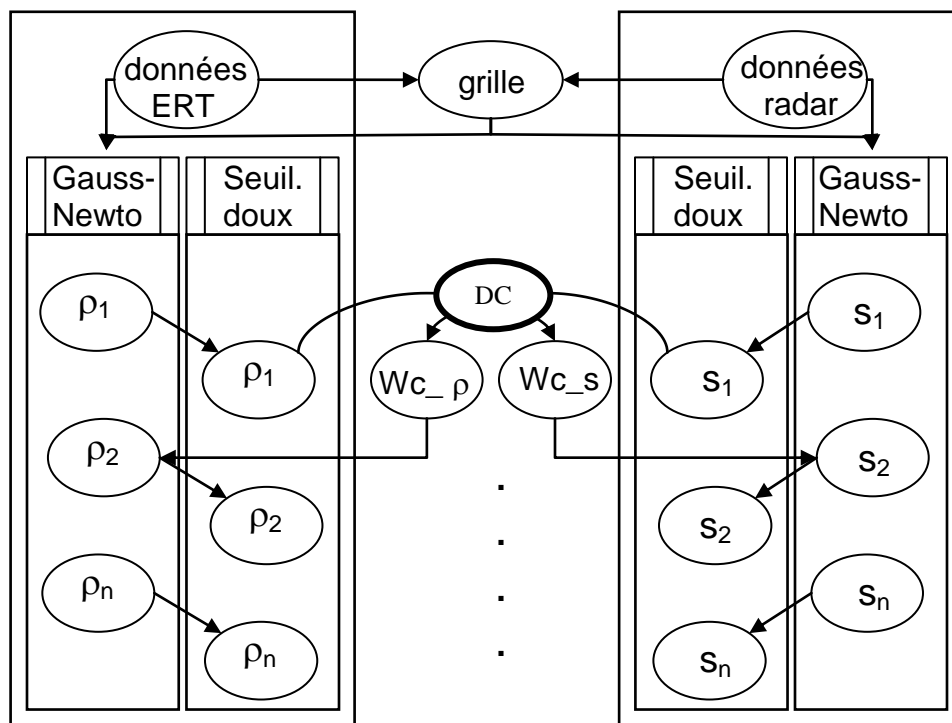 données
ERT
grille
données
radar
Gauss-
Newto
Seuil.
doux
Seuil.
doux
Gauss-
Newto
ρ1
DC
s1
ρ1
Wc_ ρ
Wc_s
s1
ρ2
s2
ρ2
s2
ρn
sn
ρn
sn